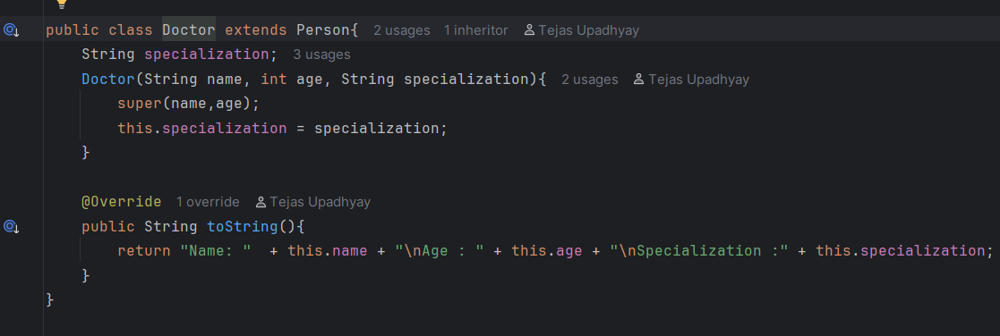 public class Doctor extends Person{ 2 usages 1 inheritor Tejas Upadhyay
String specialization; 3 usages
Doctor(String name, int age, String specialization){ 2 usages Tejas Upadhyay
super(name,age);
this.specialization = specialization;
}
@Override 1 override Tejas Upadhyay
public String toString(){
return "Name: "  + this.name + "\nAge : " + this.age + "\nSpecialization :" + this.specialization;
}
}